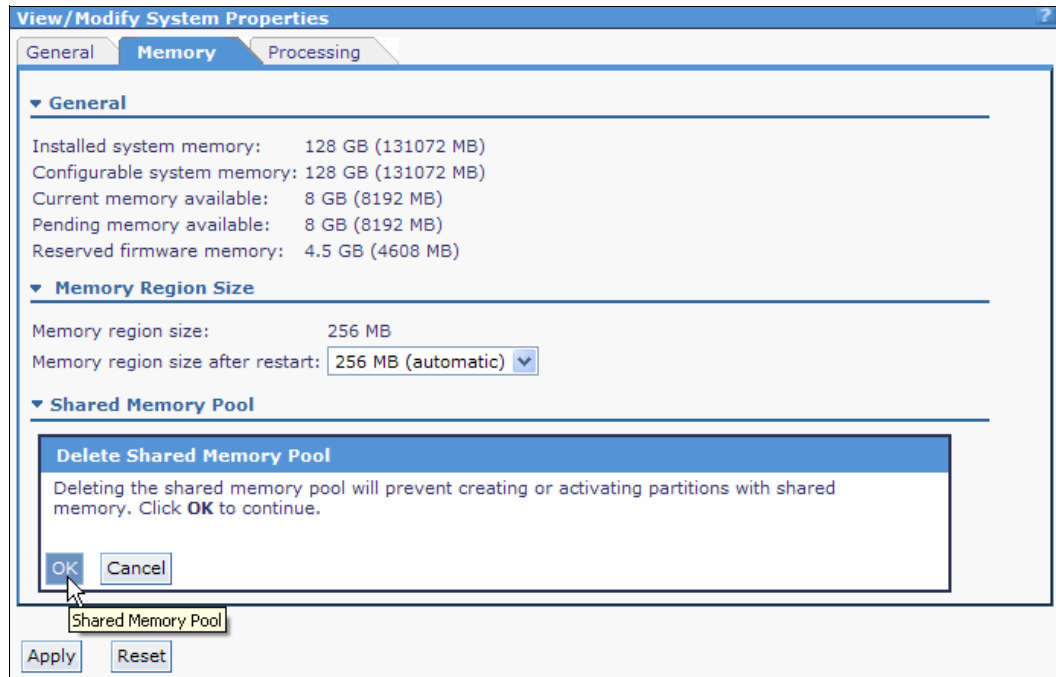 View/Modify System Properties ?
General Memory Processing
General
Installed system memory: 128 GB (131072 MB)
Configurable system memory: 128 GB (131072 MB)
Current memory available: 8 GB (8192 MB)
Pending memory available: 8 GB (8192 MB)
Reserved firmware memory: 4.5 GB (4608 MB)
Memory Region Size
Memory region size: 256 MB
Memory region size after restart: 256 MB (automatic)
Shared Memory Pool
Delete Shared Memory Pool
Deleting the shared memory pool will prevent creating or activating partitions with shared
memory. Click OK to continue.
OK Cancel
Shared Memory Pool
Apply Reset